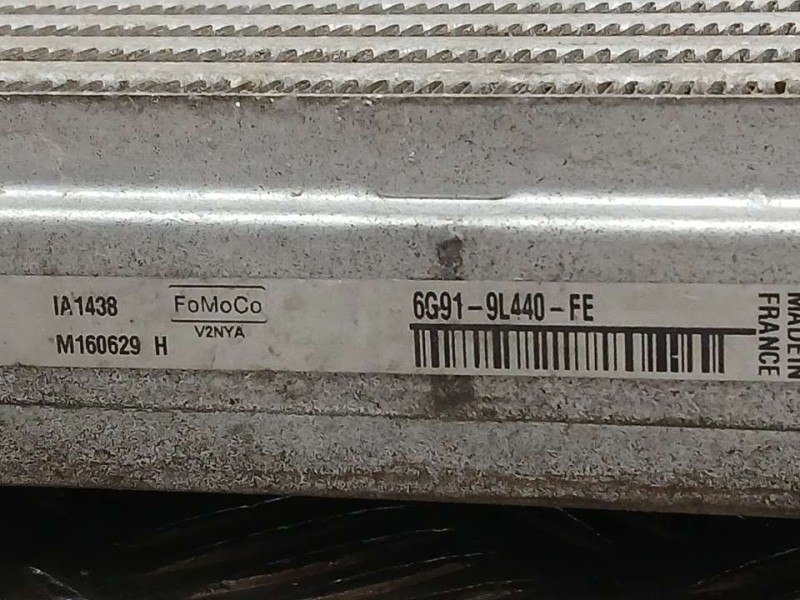 IA1438
M160629 H
FoMoCo
V2NYA
6G91-9L440-FE
MADE IN
FRANCE